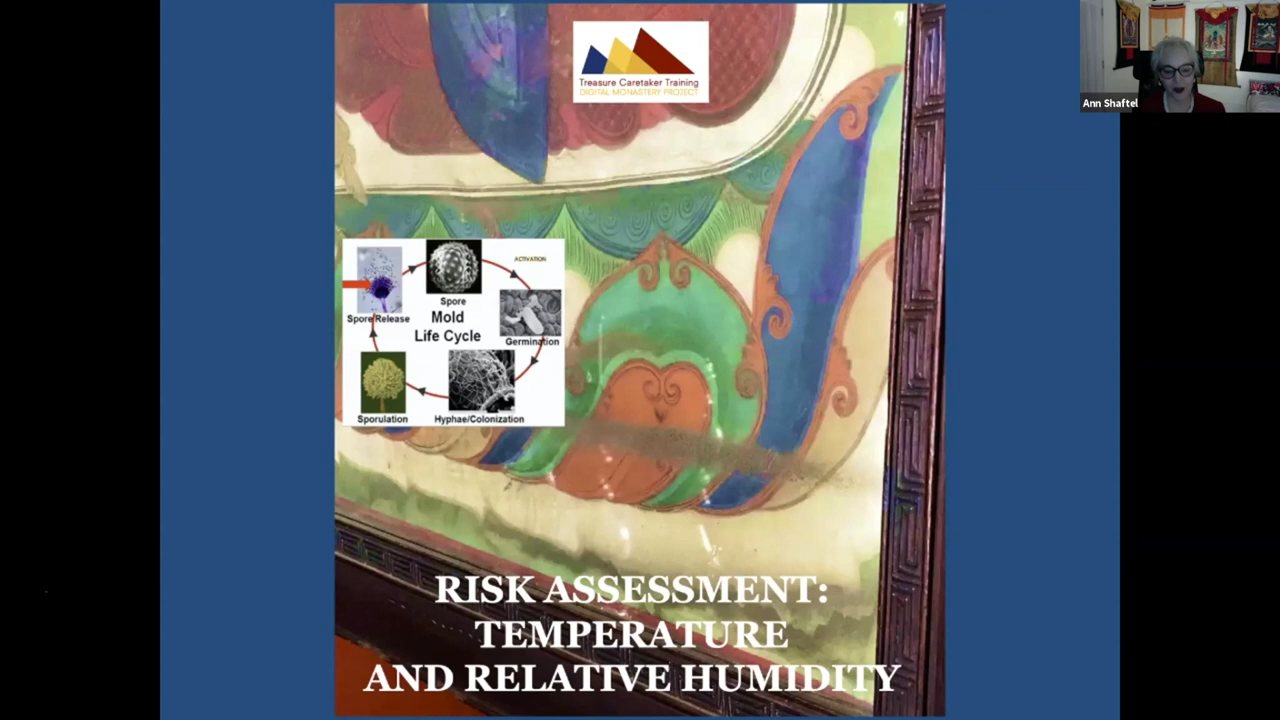 Treasure Caretaker Training
DIGITAL MONASTERY PROJECT
Ann Shaftel
ACTIVATION
Spore
Spore Release
Mold
Life Cycle
Germination
Sporulation
Hyphae/Colonization
RISK ASSESSMENT:
TEMPERATURE
AND RELATIVE HUMIDITY